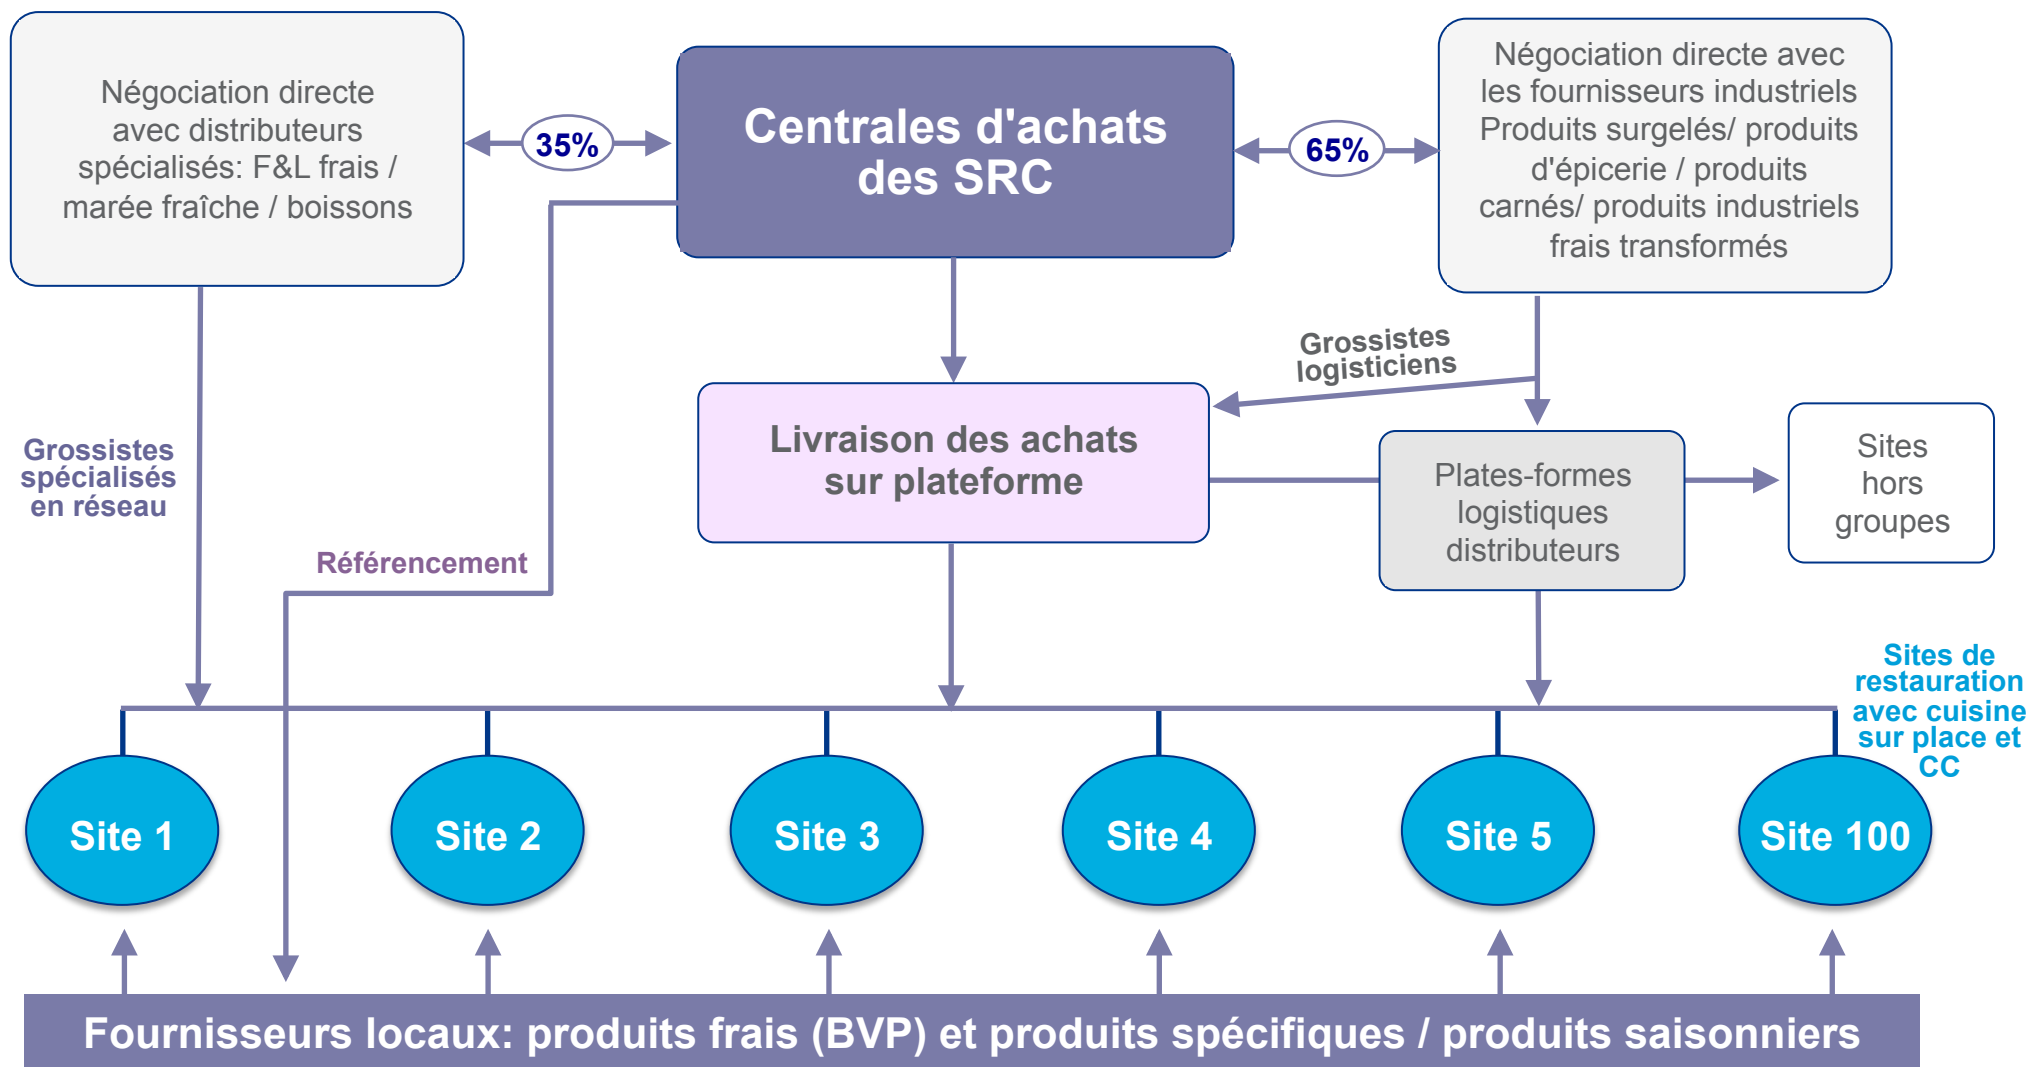 Négociation directe
avec distributeurs
spécialisés: F&L frais /
marée fraîche / boissons
35%
Centrales d'achats
des SRC
65%
Négociation directe avec
les fournisseurs industriels
Produits surgelés/ produits
d'épicerie / produits
carnés/ produits industriels
frais transformés
Grossistes
logisticiens
Grossistes
spécialisés
en réseau
Référencement
Livraison des achats
sur plateforme
Plates-formes
logistiques
distributeurs
Sites
hors
groupes
Sites de
restauration
avec cuisine
sur place et
CC
Site 1
Site 2
Site 3
Site 4
Site 5
Site 100
Fournisseurs locaux: produits frais (BVP) et produits spécifiques / produits saisonniers